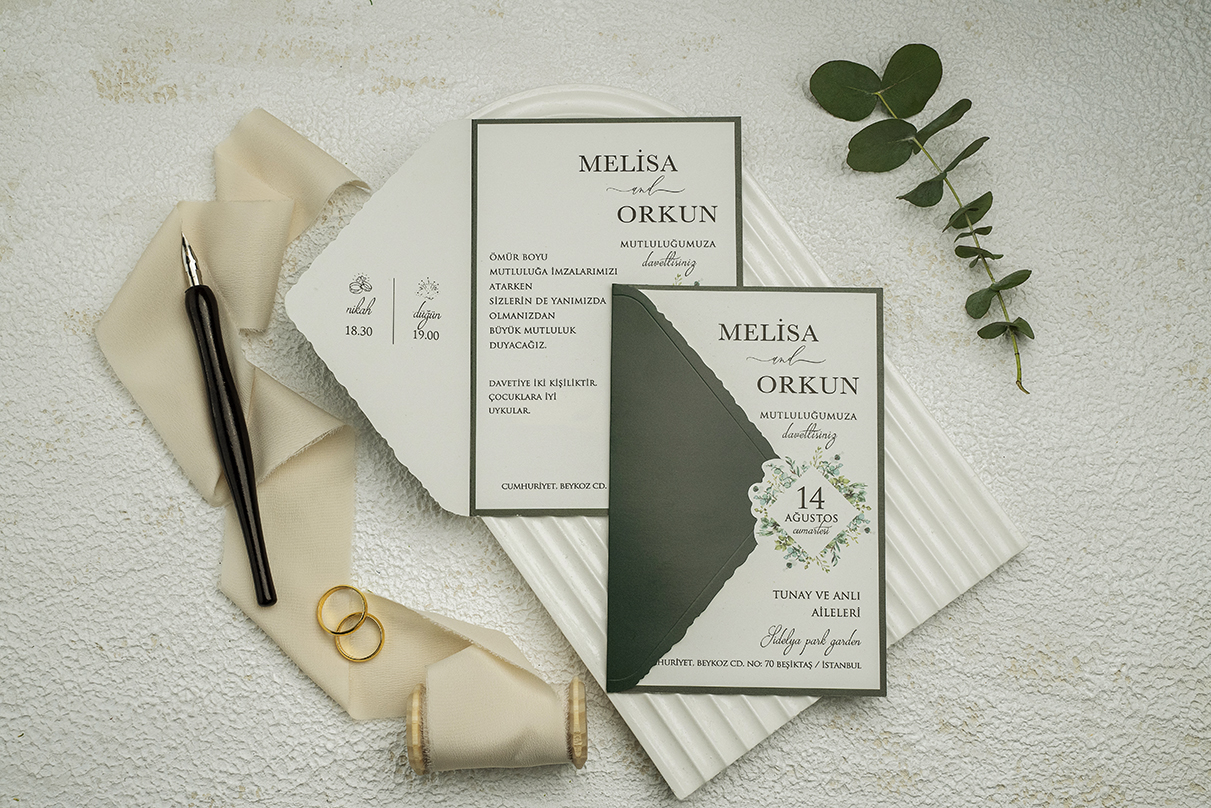 nikah
18.30
düğün
19.00
MELİSA
and
ORKUN
MUTLULUĞUMUZA
davetlisiniz
ÖMÜR BOYU
MUTLULUĞA İMZALARIMIZI
ATARKEN
SİZLERİN DE YANIMIZDA
OLMANIZDAN
BÜYÜK MUTLULUK
DUYACAĞIZ.
DAVETİYE İKİ KİŞİLİKTİR.
ÇOCUKLARA İYİ
UYKULAR.
CUMHURİYET. BEYKOZ CD.
MELİSA
and
ORKUN
MUTLULUĞUMUZA
davetlisiniz
14
AĞUSTOS
cumartesi
TUNAY VE ANLI
AİLELERİ
Sidelya park garden
HURİYET. BEYKOZ CD. NO: 70 BEŞİKTAŞ / İSTANBUL